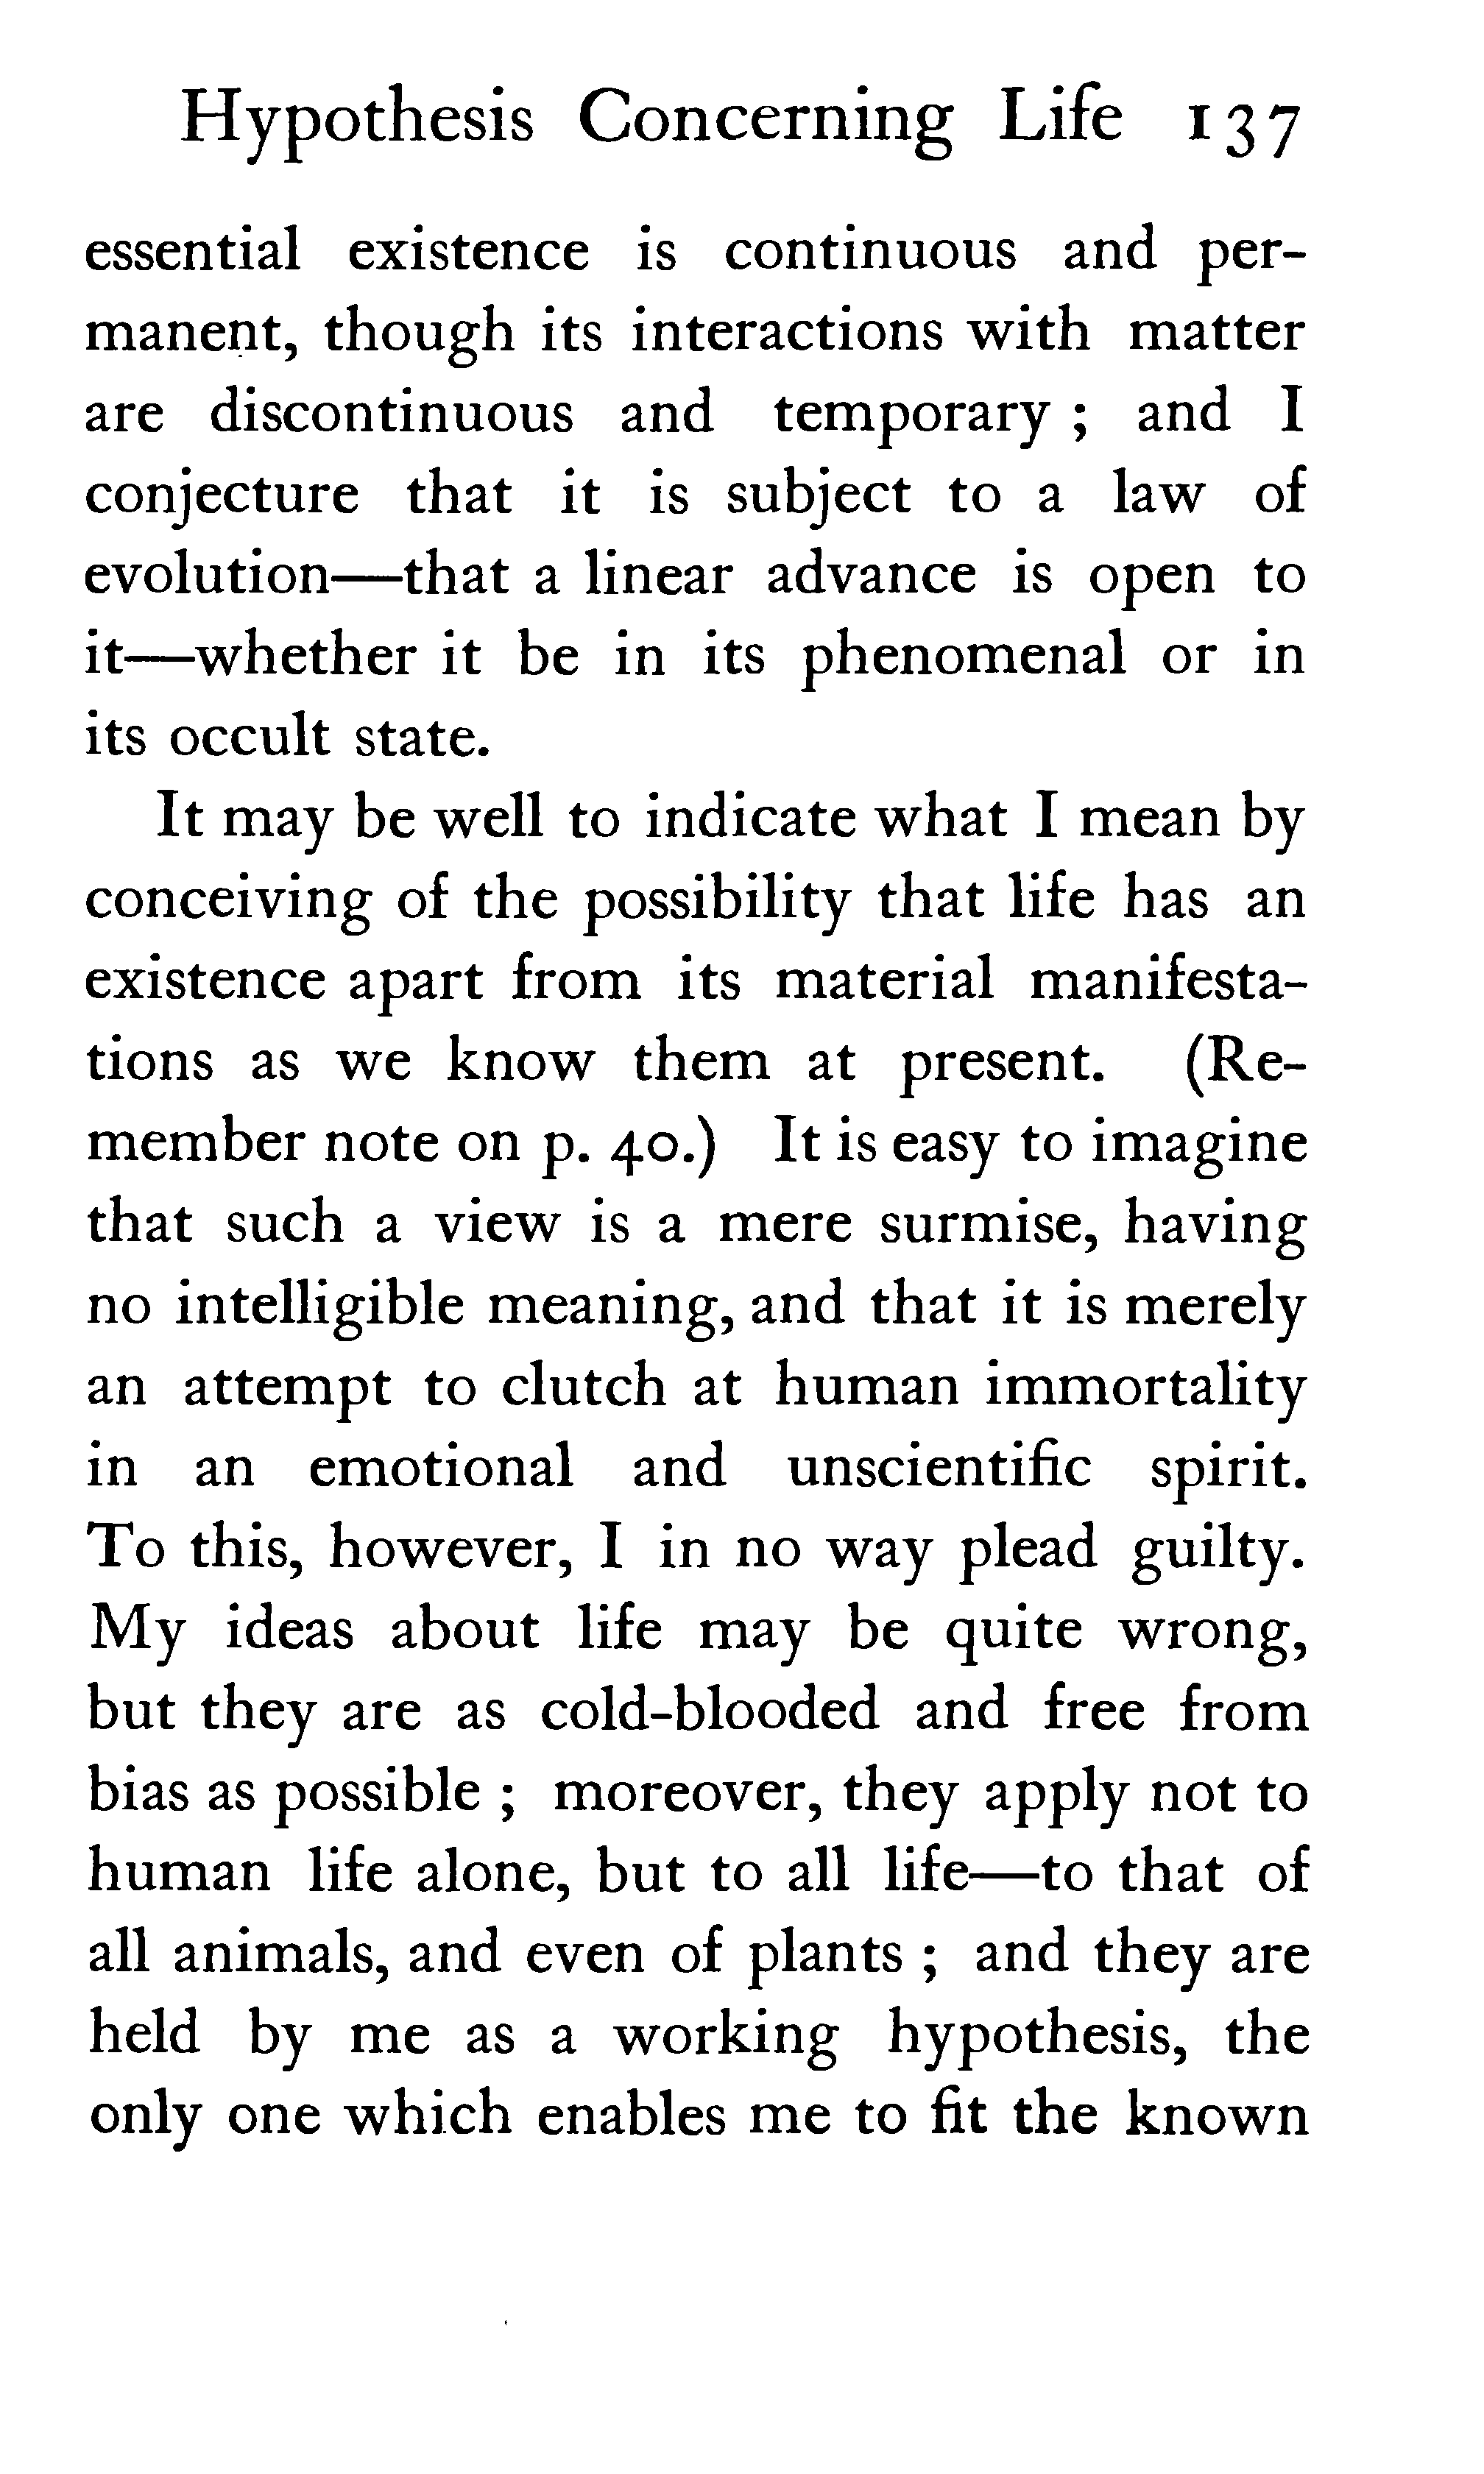 Hypothesis Concerning Life 137
essential existence is continuous and per-
manent, though its interactions with matter
are discontinuous and temporary ; and I
conjecture that it is subject to a law of
evolution—that a linear advance is open to
it—whether it be in its phenomenal or in
its occult state.
It may be well to indicate what I mean by
conceiving of the possibility that life has an
existence apart from its material manifesta-
tions as we know them at present. (Re-
member note on p. 40.) It is easy to imagine
that such a view is a mere surmise, having
no intelligible meaning, and that it is merely
an attempt to clutch at human immortality
in an emotional and unscientific spirit.
To this, however, I in no way plead guilty.
My ideas about life may be quite wrong,
but they are as cold-blooded and free from
bias as possible ; moreover, they apply not to
human life alone, but to all life—to that of
all animals, and even of plants ; and they are
held by me as a working hypothesis, the
only one which enables me to fit the known